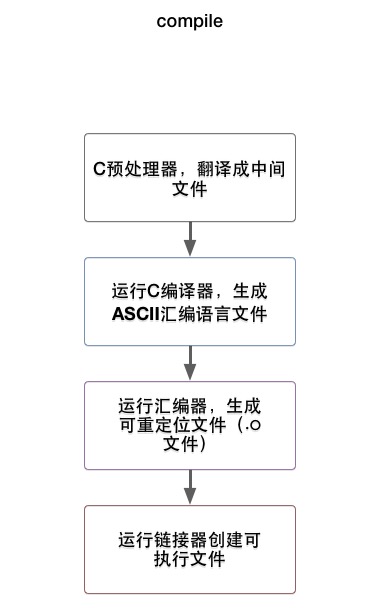 compile
C预处理器，翻译成中间
文件
运行C编译器，生成
ASCII汇编语言文件
运行汇编器，生成
可重定位文件（.o
文件）
运行链接器创建可
执行文件